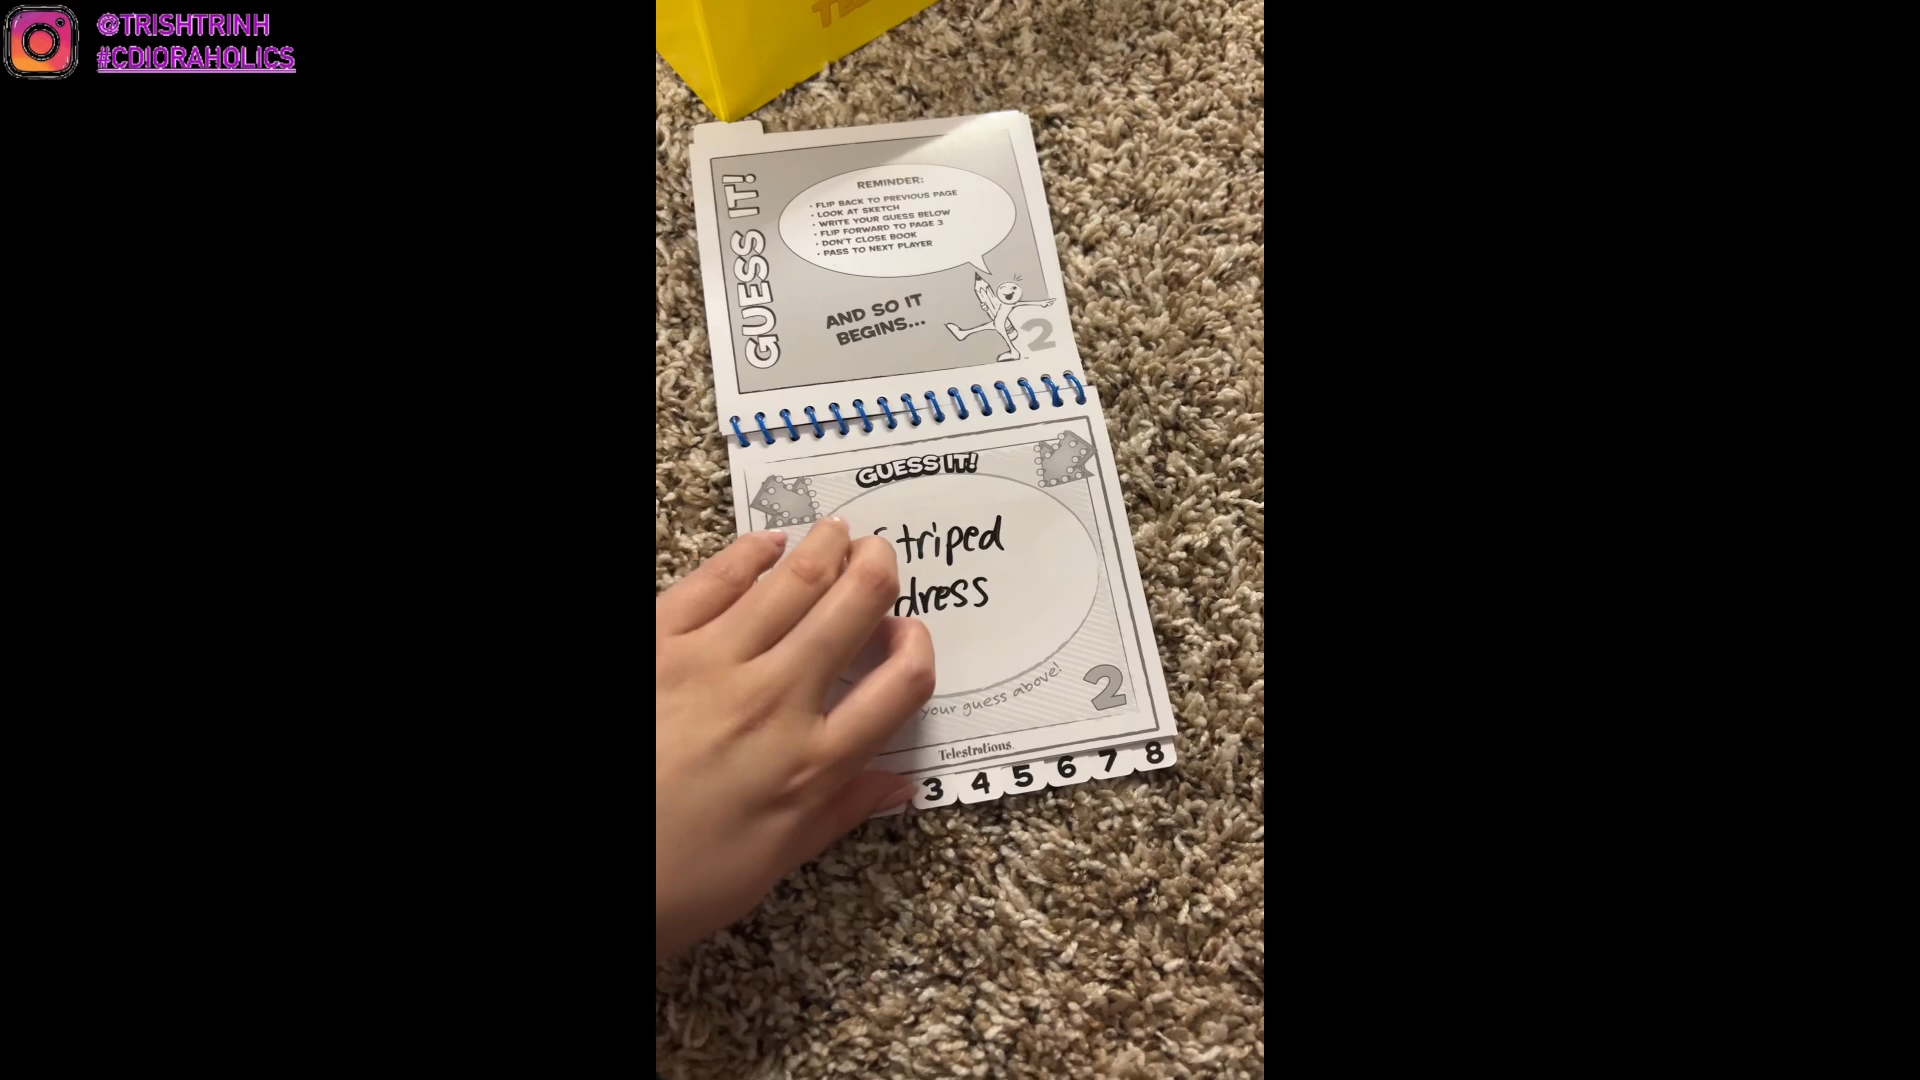 @TRISHTRINH
#CDIORAHOLICS
GUESS IT!
REMINDER:
• FLIP BACK TO PREVIOUS PAGE
• LOOK AT SKETCH
• WRITE YOUR GUESS BELOW
• FLIP FORWARD TO PAGE 3
• DON'T CLOSE BOOK
• PASS TO NEXT PLAYER
AND SO IT
BEGINS...
2
GUESS IT!
Striped
dress
your guess above!
2
Telestrations
3 4 5 6 7 8